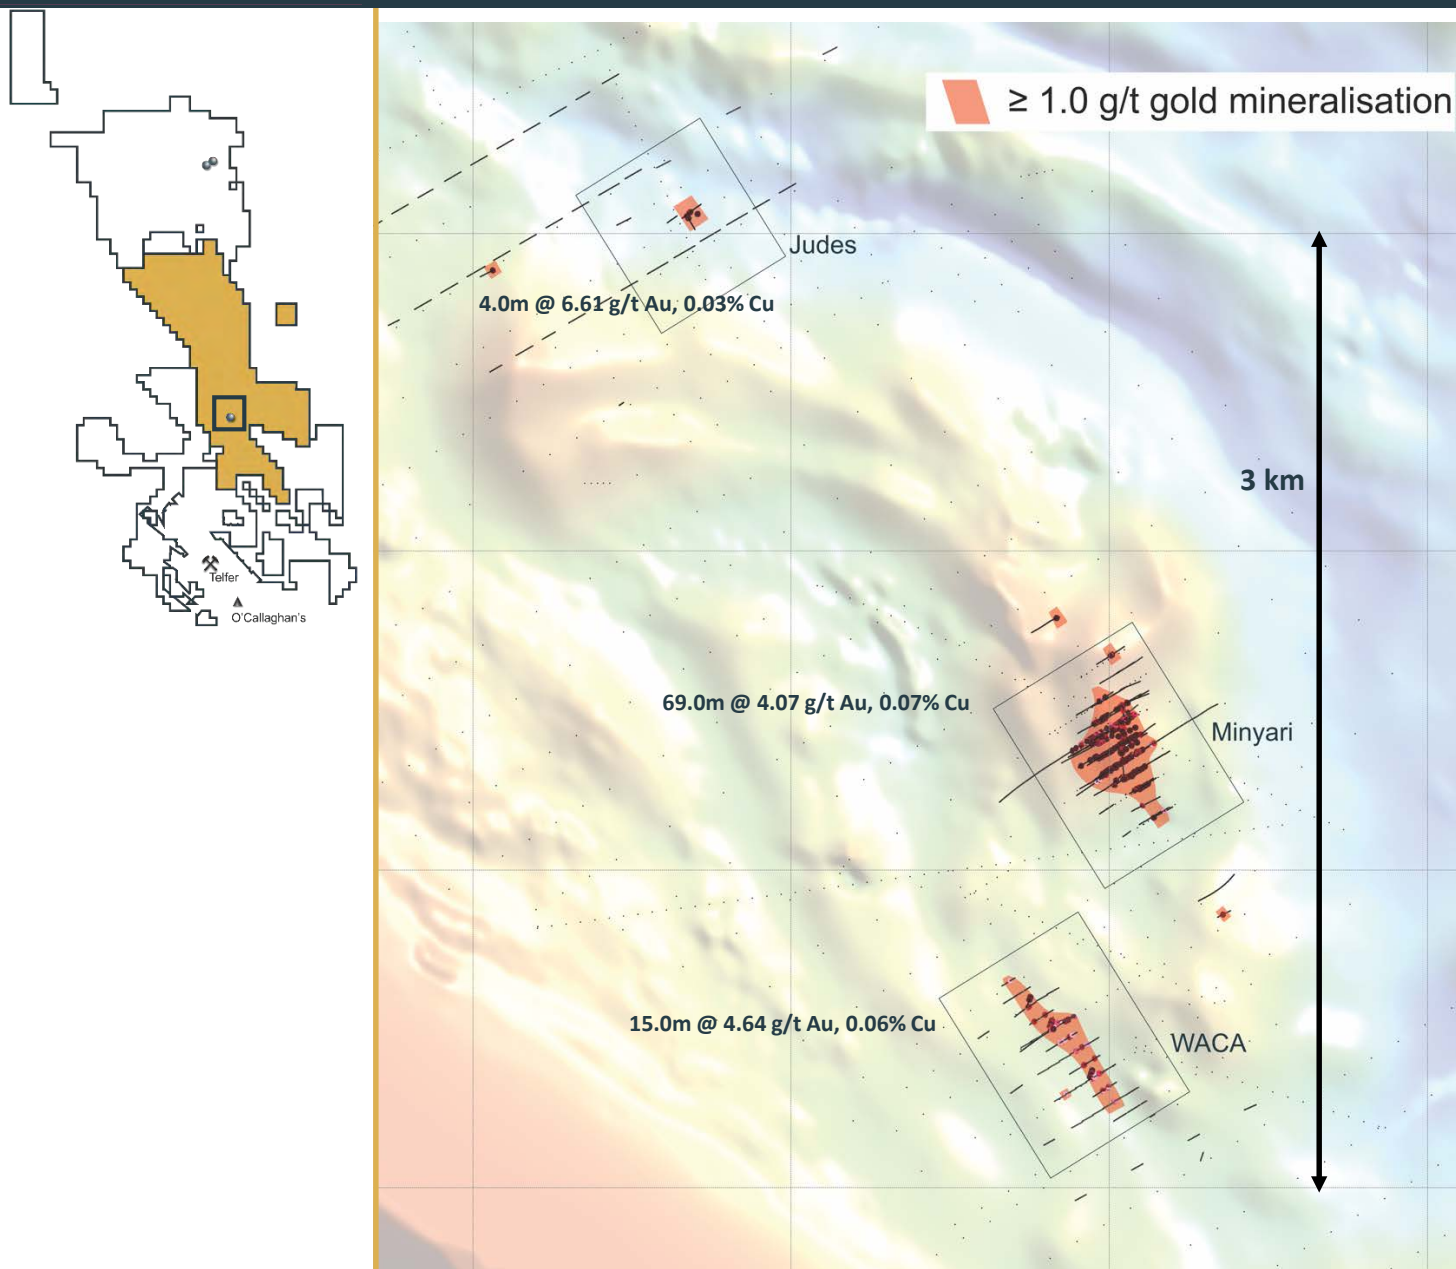 ≥ 1.0 g/t gold mineralisation
Judes
4.0m @ 6.61 g/t Au, 0.03% Cu
3 km
Telfer
O'Callaghan's
69.0m @ 4.07 g/t Au, 0.07% Cu
Minyari
15.0m @ 4.64 g/t Au, 0.06% Cu
WACA